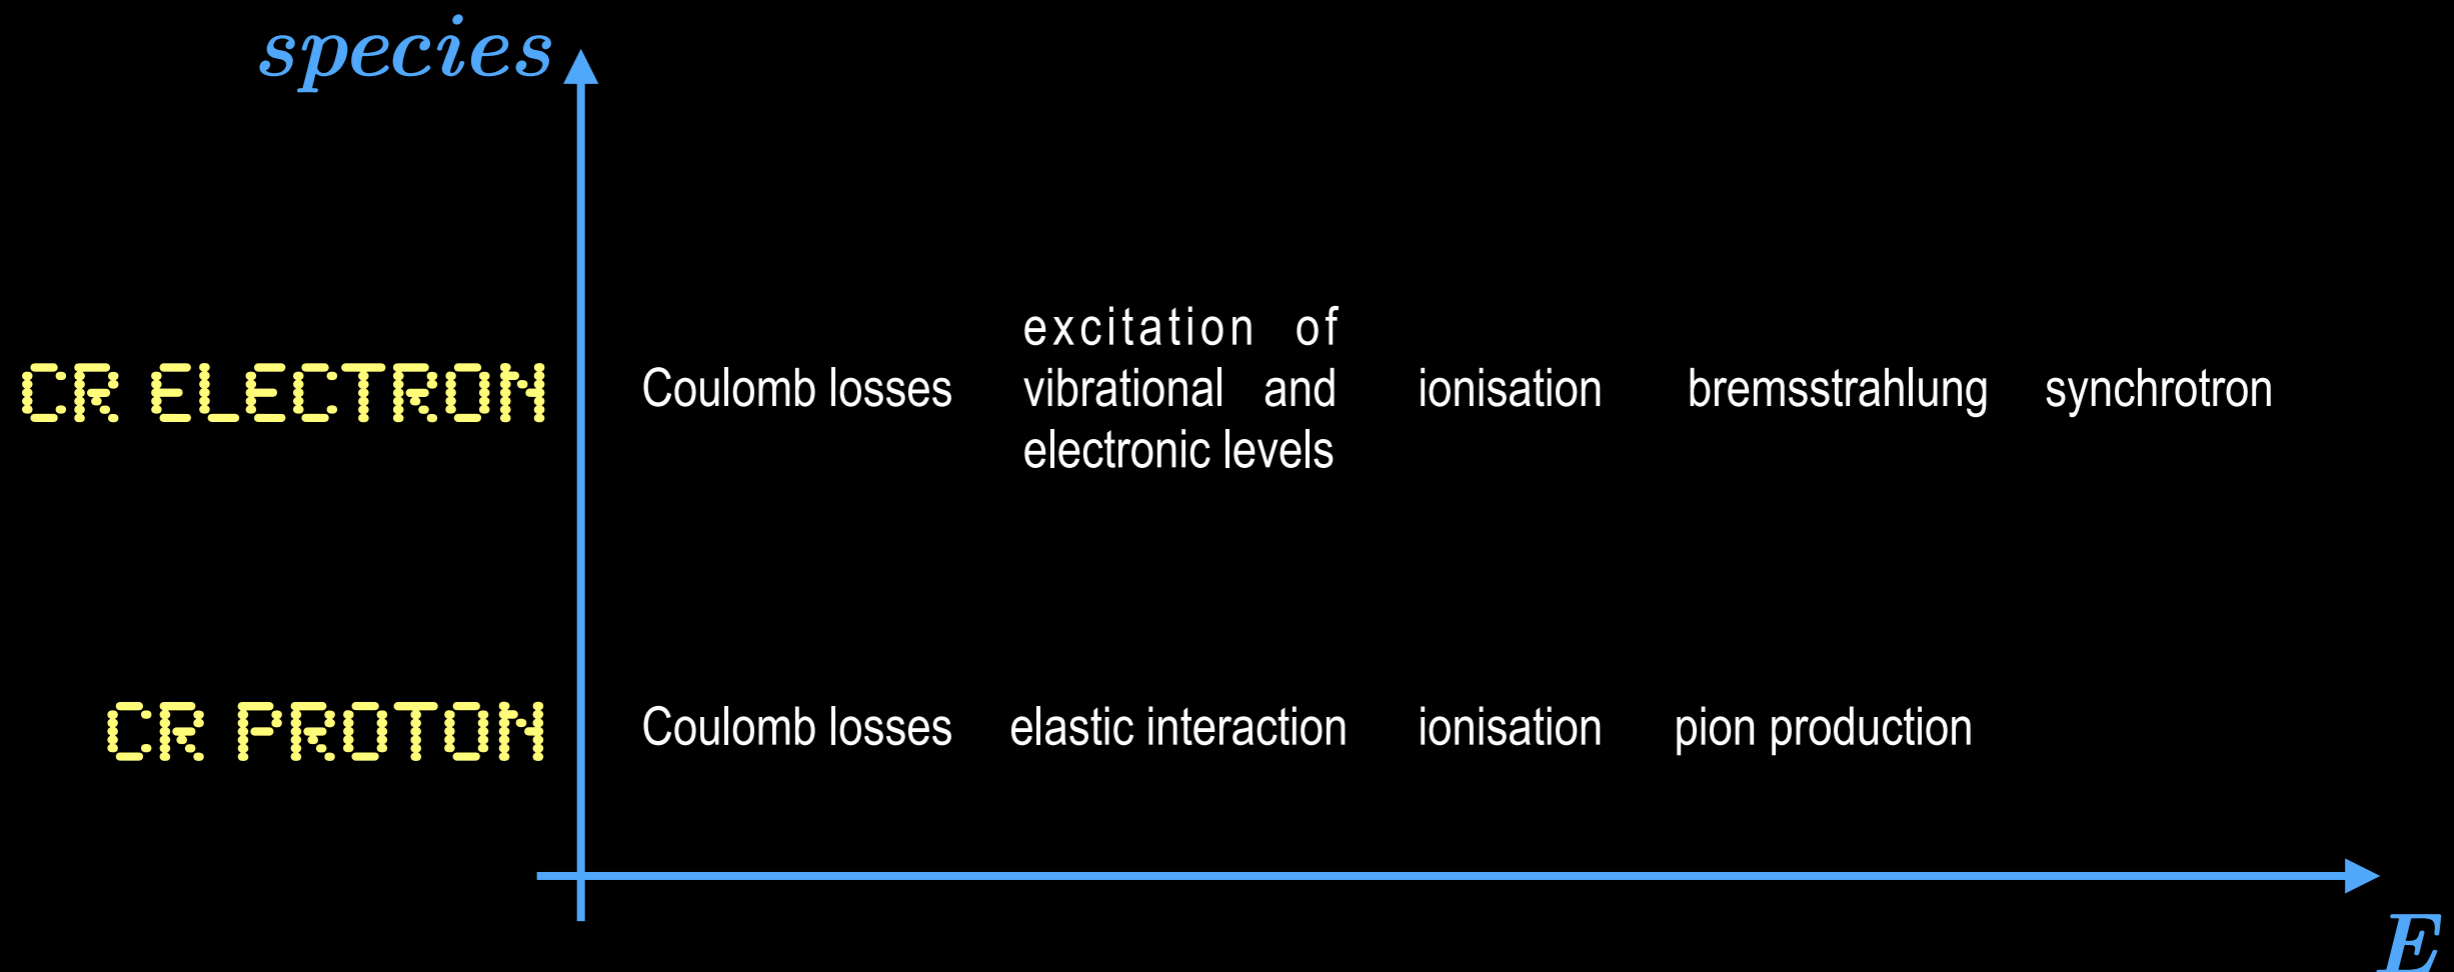 species
CR ELECTRON
Coulomb losses
excitation of
vibrational and
electronic levels
ionisation
bremsstrahlung
synchrotron
CR PROTON
Coulomb losses
elastic interaction
ionisation
pion production
E